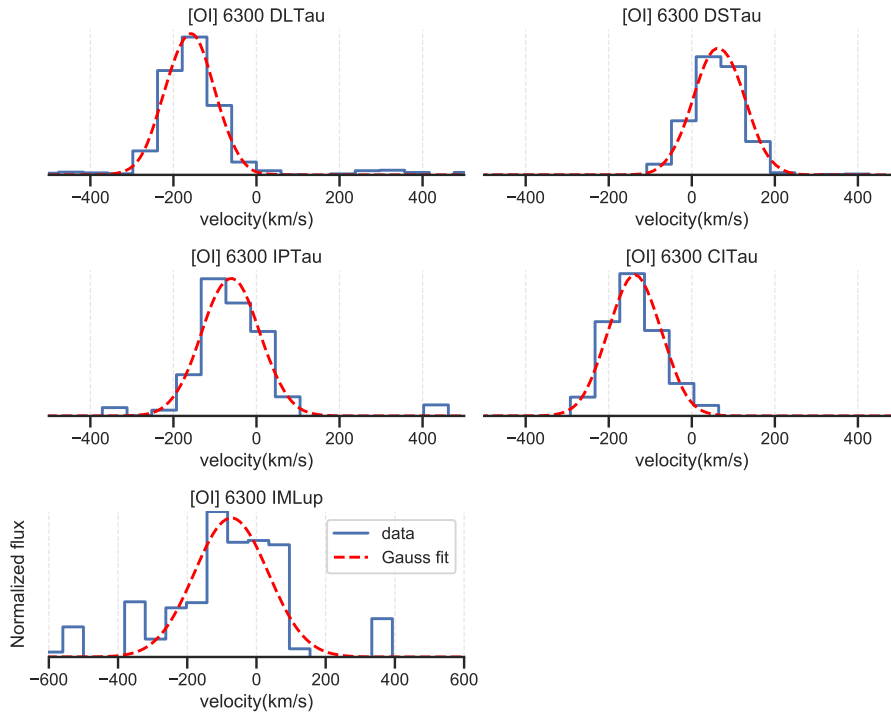 [OI] 6300 DLTau
[OI] 6300 DSTau
−400 −200 0 200 400
−400 −200 0 200 400
velocity(km/s)
velocity(km/s)
[OI] 6300 IPTau
[OI] 6300 CITau
−400 −200 0 200 400
−400 −200 0 200 400
velocity(km/s)
velocity(km/s)
[OI] 6300 IMLup
Normalized flux
data
Gauss fit
−600 −400 −200 0 200 400 600
velocity(km/s)